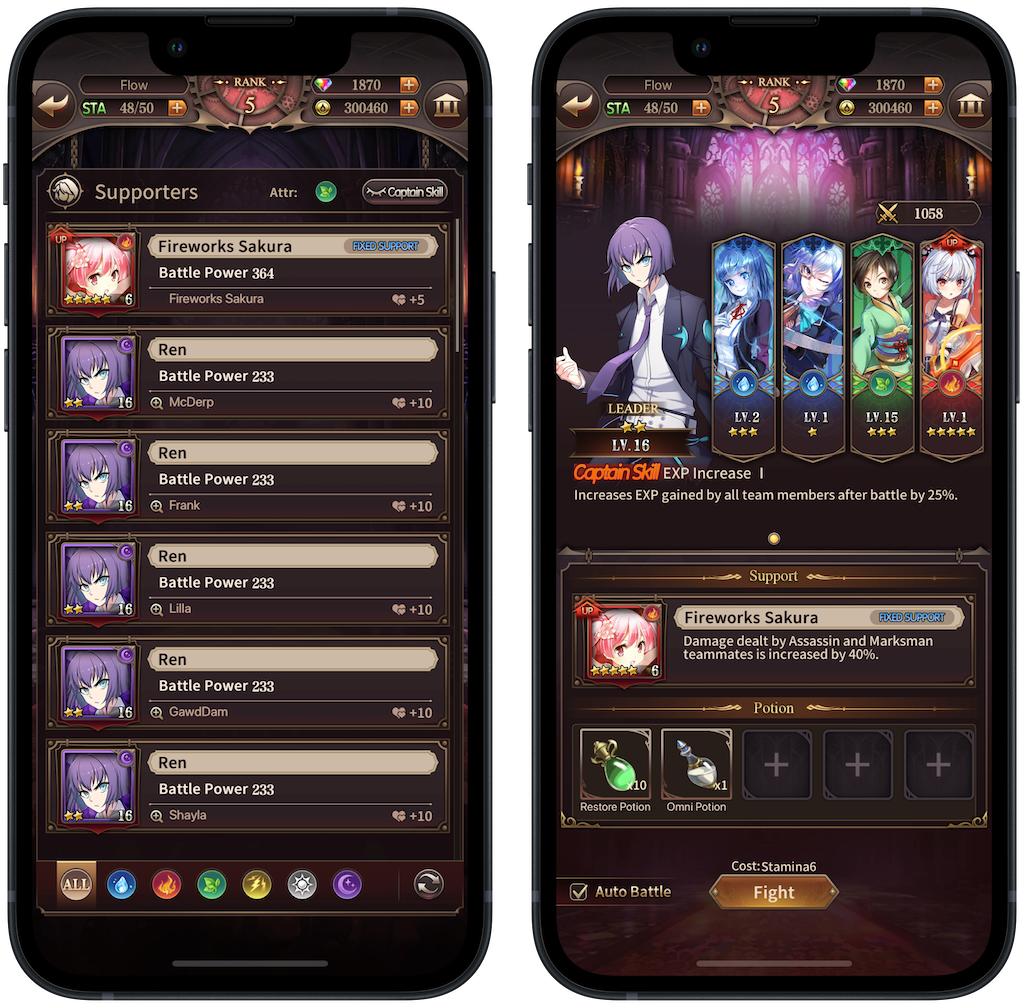 Flow
RANK
1870
STA 48/50
5
300460
Supporters
Attr:
Captain Skill
UP
Fireworks Sakura
FIXED SUPPORT
Battle Power 364
6
Fireworks Sakura
+5
Ren
Battle Power 233
16
McDerp
+10
Ren
Battle Power 233
16
Frank
+10
Ren
Battle Power 233
16
Lilla
+10
Ren
Battle Power 233
16
GawdDam
+10
Ren
Battle Power 233
16
Shayla
+10
ALL
Flow
RANK
1870
STA 48/50
5
300460
1058
UP
LEADER
LV.16
LV.2
LV.1
LV.15
LV.1
Captain Skill EXP Increase Ⅰ
Increases EXP gained by all team members after battle by 25%.
Support
UP
6
Fireworks Sakura
FIXED SUPPORT
Damage dealt by Assassin and Marksman
teammates is increased by 40%.
Potion
x10
x1
Restore Potion
Omni Potion
Cost:Stamina6
Auto Battle
Fight